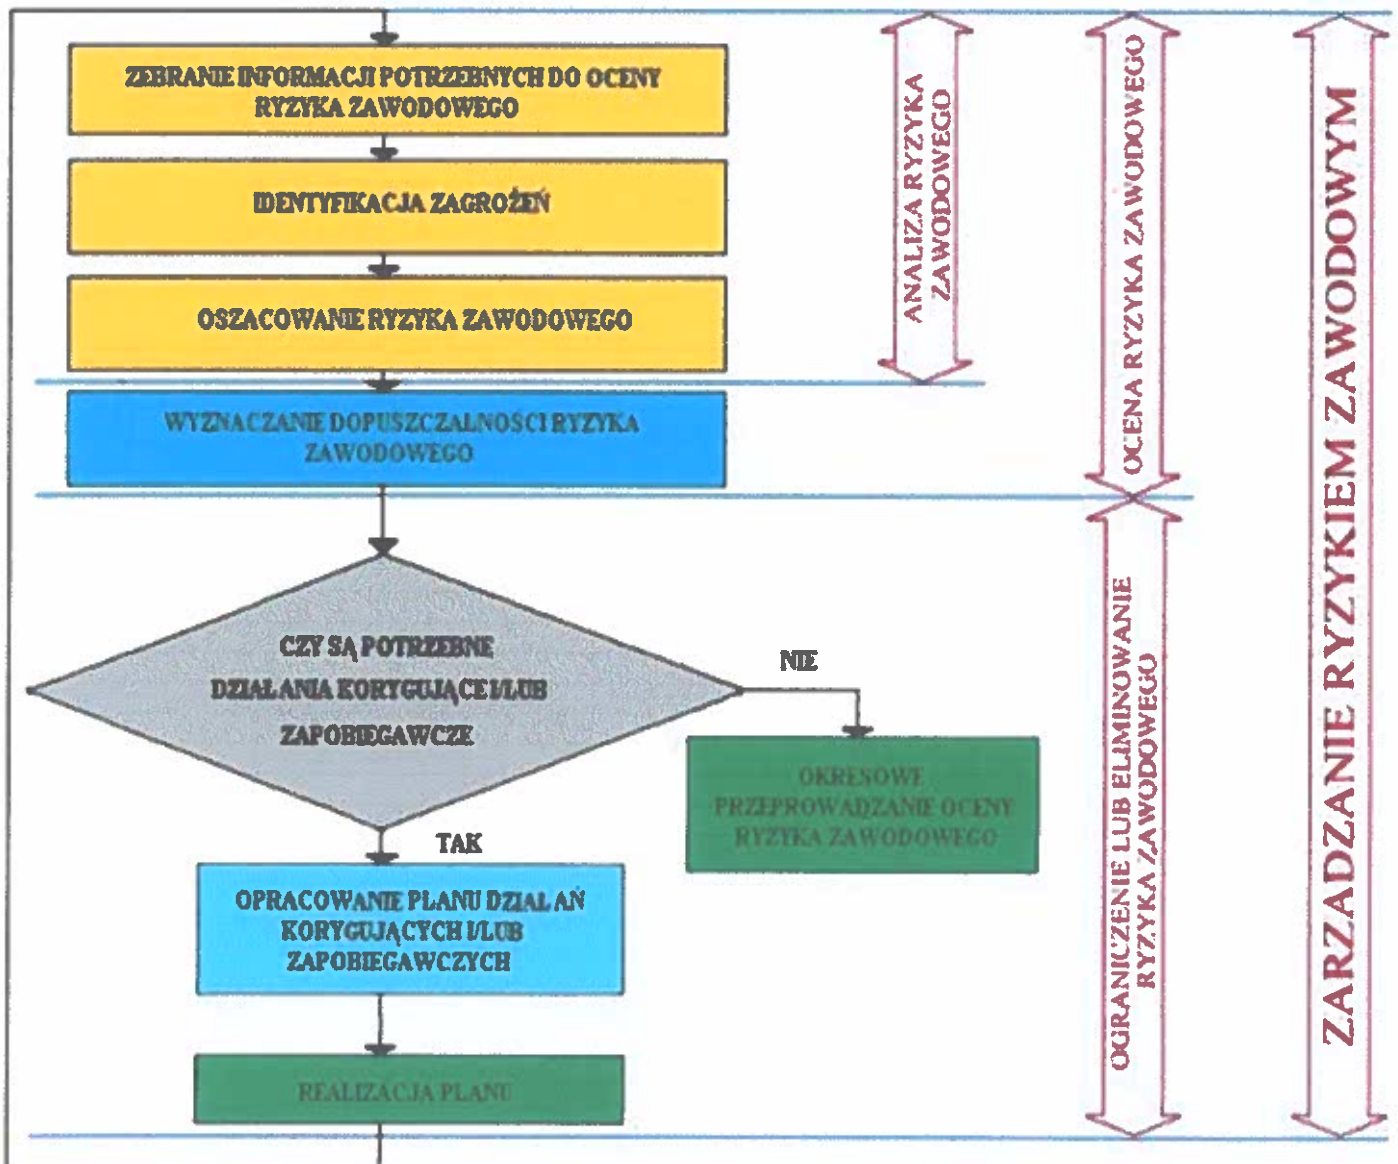 ZEBRANIE INFORMACJI POTRZEBNYCH DO OCENY
RYZYKA ZAWODOWEGO
IDENTYFIKACJA ZAGROŻEŃ
OSZACOWANIE RYZYKA ZAWODOWEGO
WYZNACZANIE DOPUSZCZALNOSCI RYZYKA
ZAWODOWEGO
CZY SĄ POTRZEBNE
DZIAŁANIA KORYGUJĄCE I/LUB
ZAPOBIEGAWCZE
NIE
OKRESOWE
PRZEPROWADZANIE OCENY
RYZYKA ZAWODOWEGO
TAK
OPRACOWANIE PLANU DZIAŁAŃ
KORYGUJĄCYCH I/LUB
ZAPOBIEGAWCZYCH
REALIZACJA PLANU
ANALIZA RYZYKA
ZAWODOWEGO
OCENA RYZYKA ZAWODOWEGO
OGRANICZENIE LUB ELIMINOWANIE
RYZYKA ZAWODOWEGO
ZARZADZANIE RYZYKIEM ZAWODOWYM